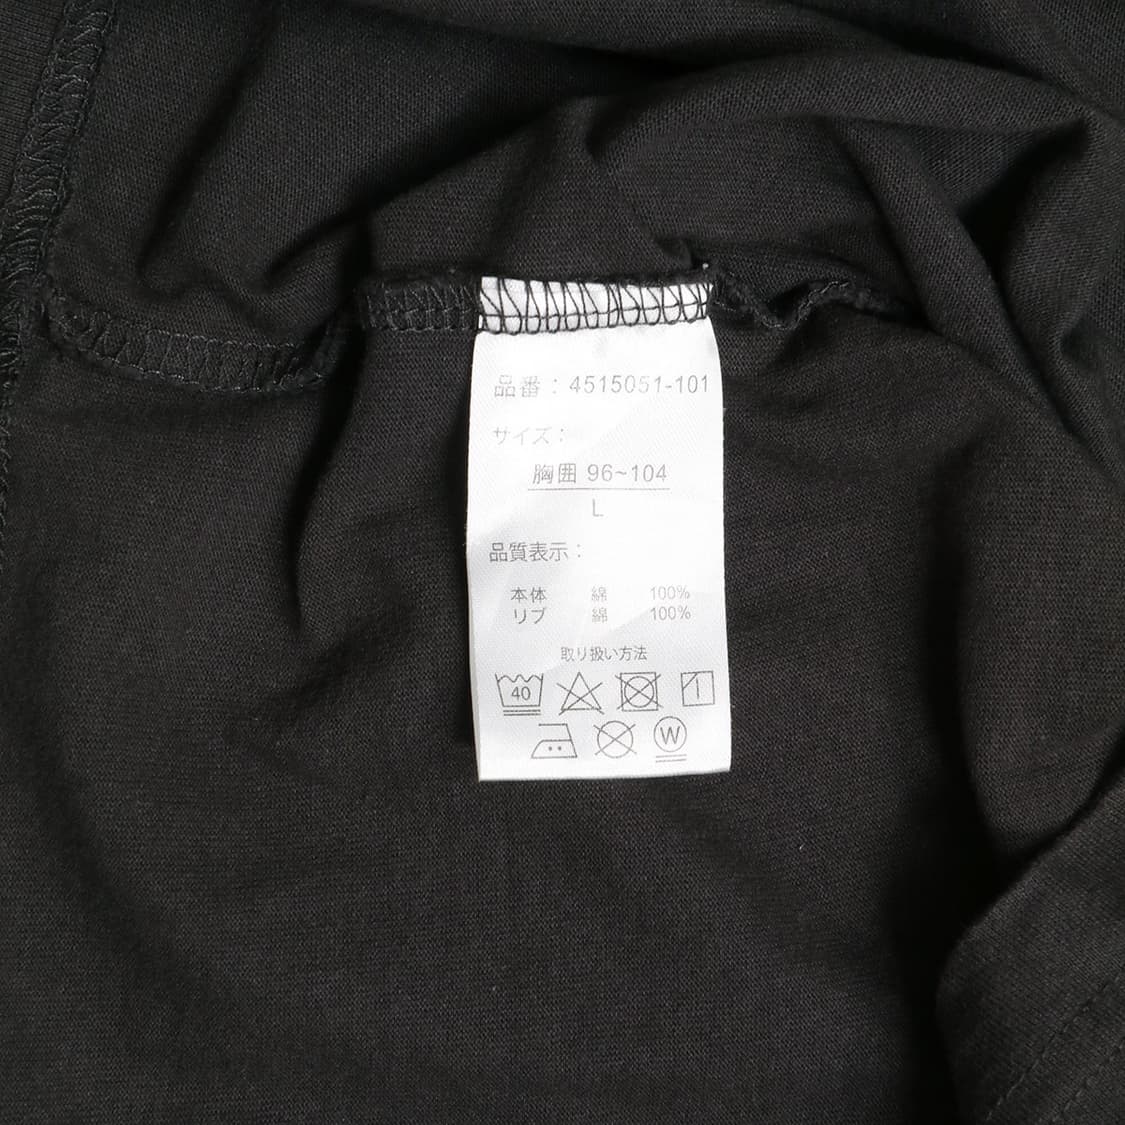 品番：4515051-101
サイズ：
胸囲 96~104
L
品質表示：
本体 綿 100%
リブ 綿 100%
取り扱い方法
40
W